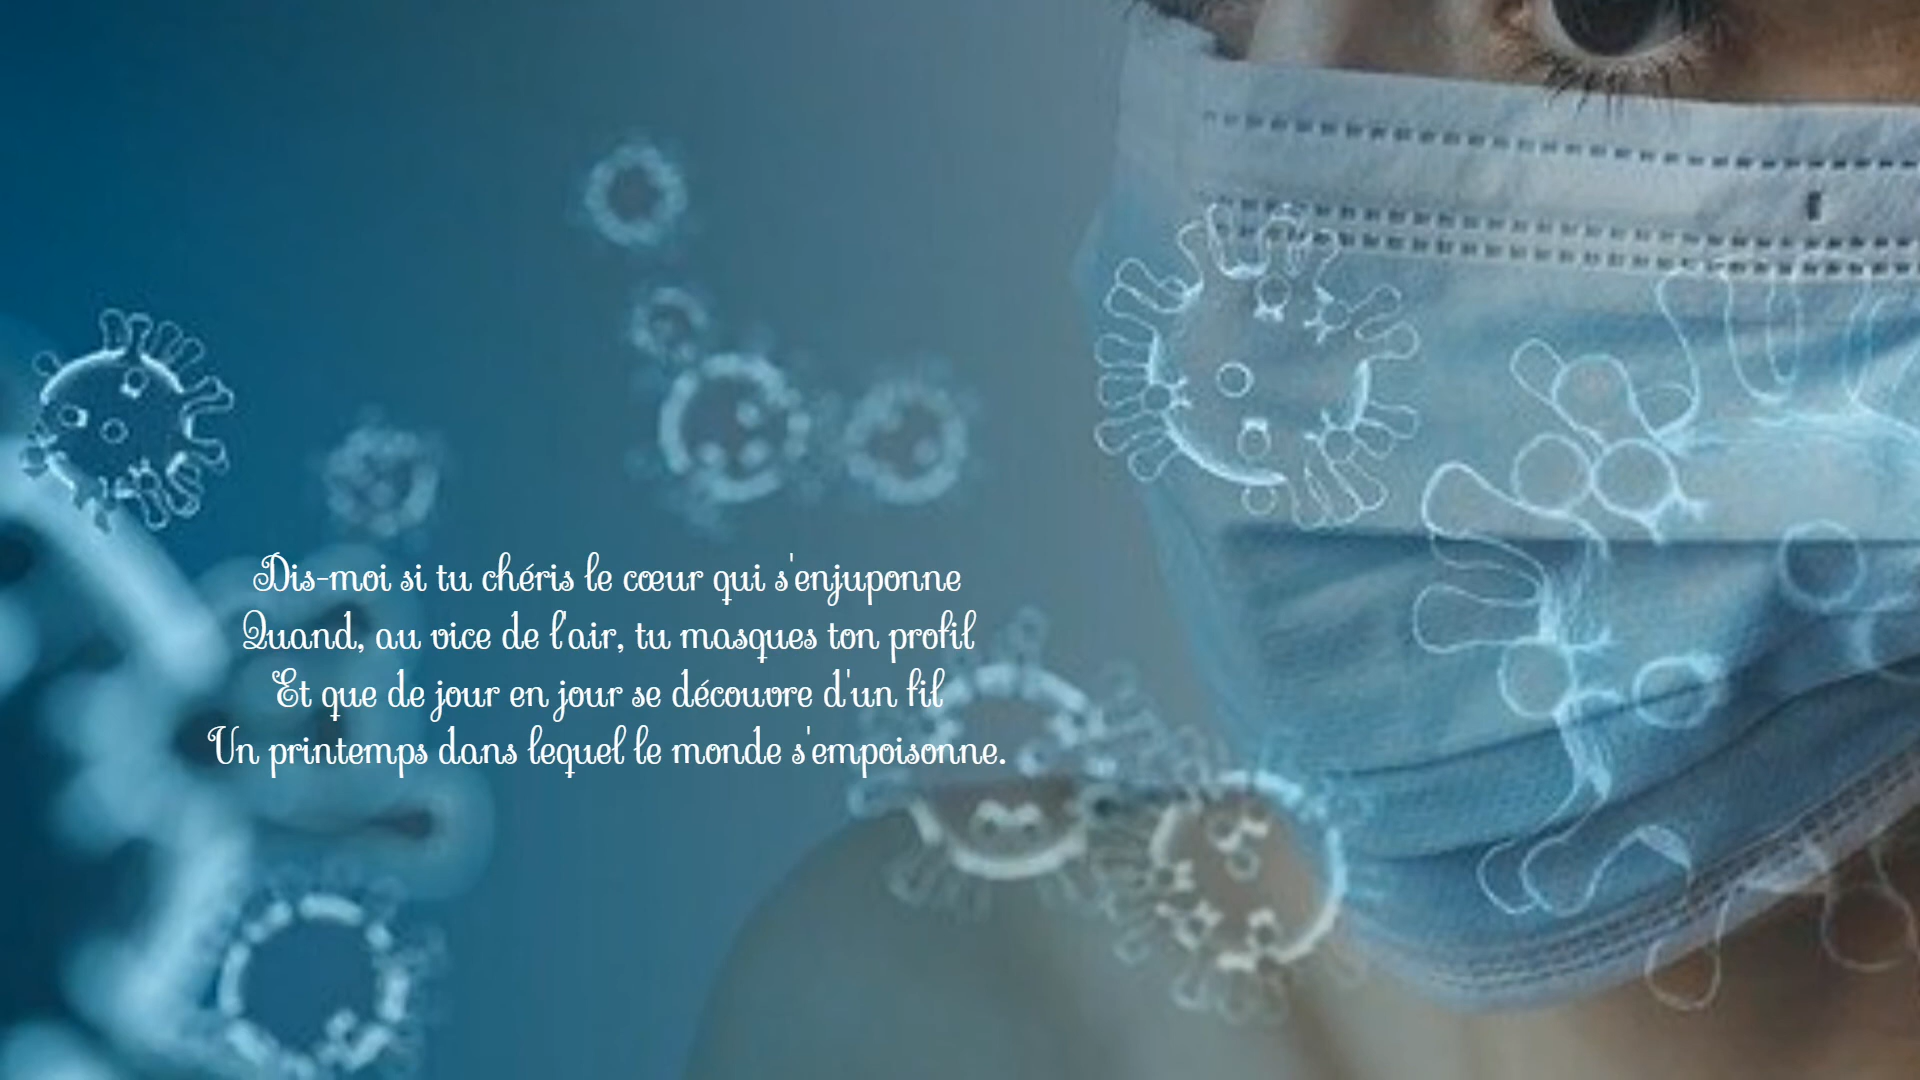 Dis-moi si tu chéris le cœur qui s'enjuponne
Quand, au vice de l'air, tu masques ton profil
Et que de jour en jour se découvre d'un fil
Un printemps dans lequel le monde s'empoisonne.